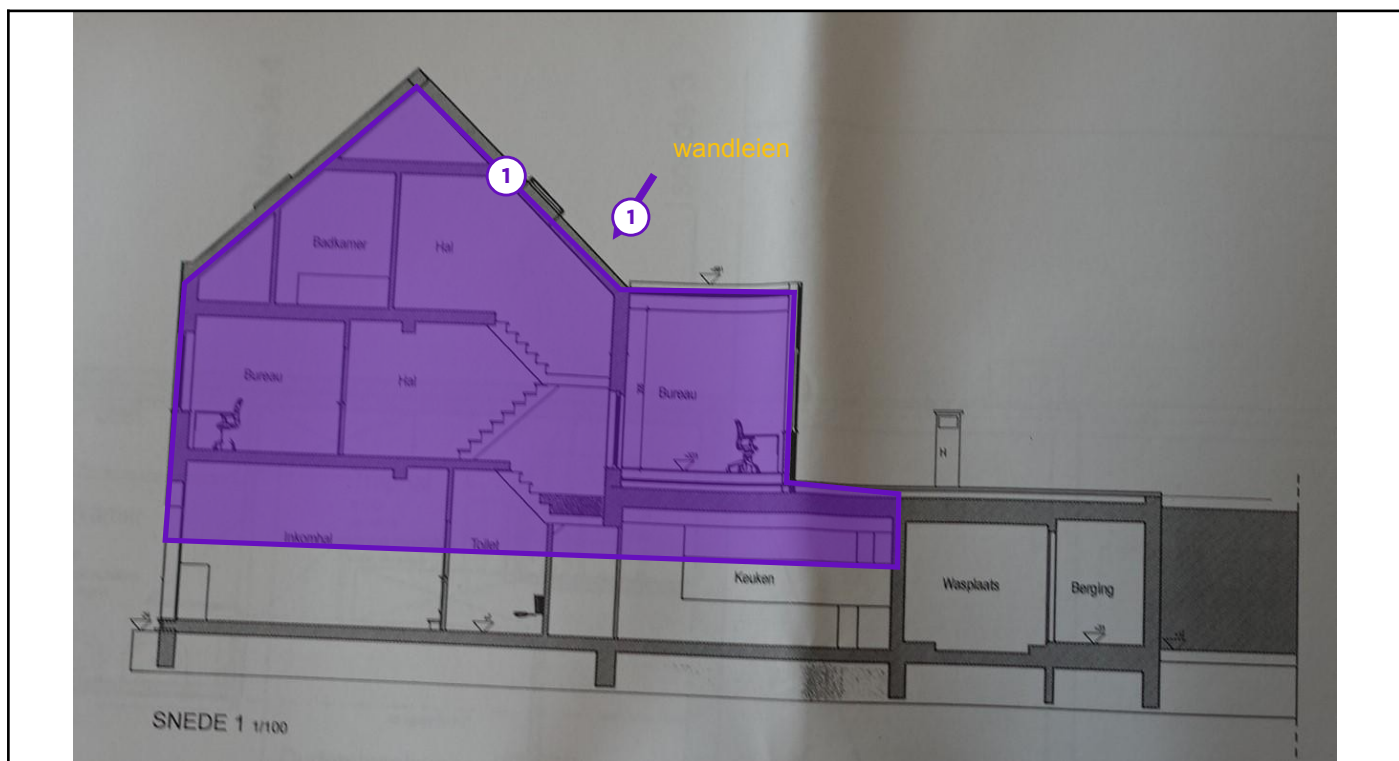 wandleien
1
1
Badkamer
Hal
Bureau
Hal
Bureau
H
Inkomhal
Toilet
Keuken
Wasplaats
Berging
SNEDE 1 1/100